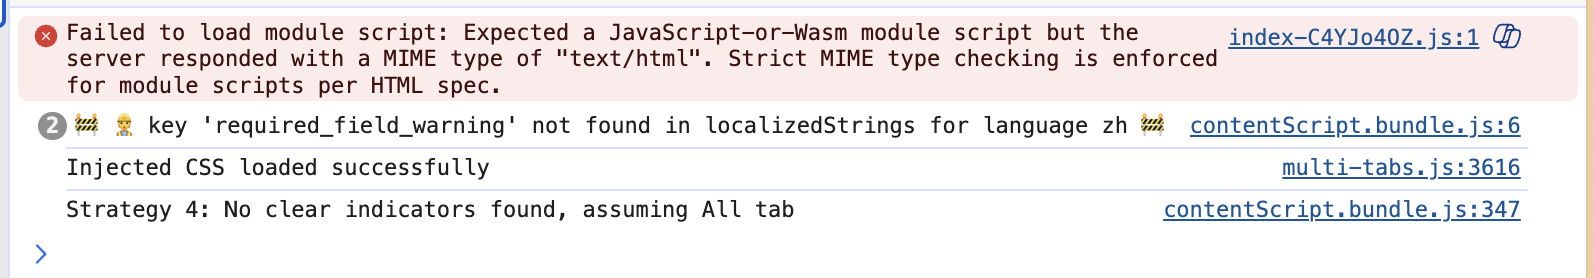 Failed to load module script: Expected a JavaScript-or-Wasm module script but the index-C4YJo4OZ.js:1
server responded with a MIME type of "text/html". Strict MIME type checking is enforced
for module scripts per HTML spec.
2 🚧 👷 key 'required_field_warning' not found in localizedStrings for language zh 🚧 contentScript.bundle.js:6
Injected CSS loaded successfully multi-tabs.js:3616
Strategy 4: No clear indicators found, assuming All tab contentScript.bundle.js:347